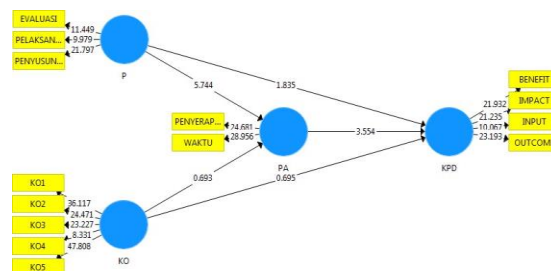 EVALUASI
PELAKSAN...
PENYUSUN...
11.449
9.979
21.797
P
5.744
1.835
PENYERAP...
WAKTU
24.681
28.956
PA
3.554
BENEFIT
IMPACT
INPUT
OUTCOM
21.932
21.235
10.067
23.193
KPD
0.693
0.695
KO1
KO2
KO3
KO4
KO5
36.117
24.471
23.227
8.331
47.808
KO